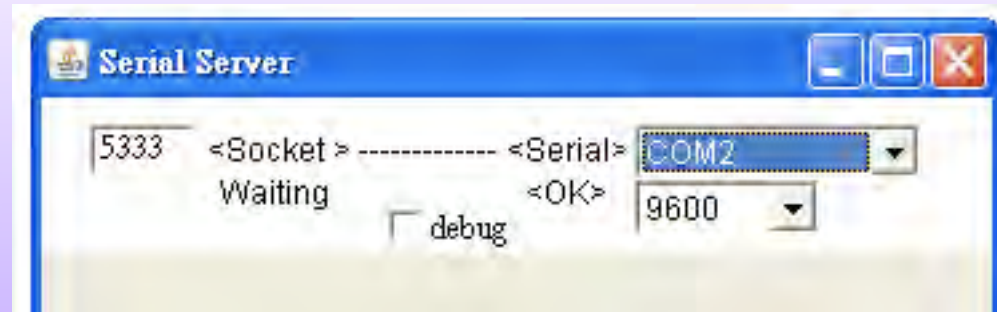 Serial Server
5333 <Socket > ------------- <Serial> COM2
Waiting <OK> 9600
debug